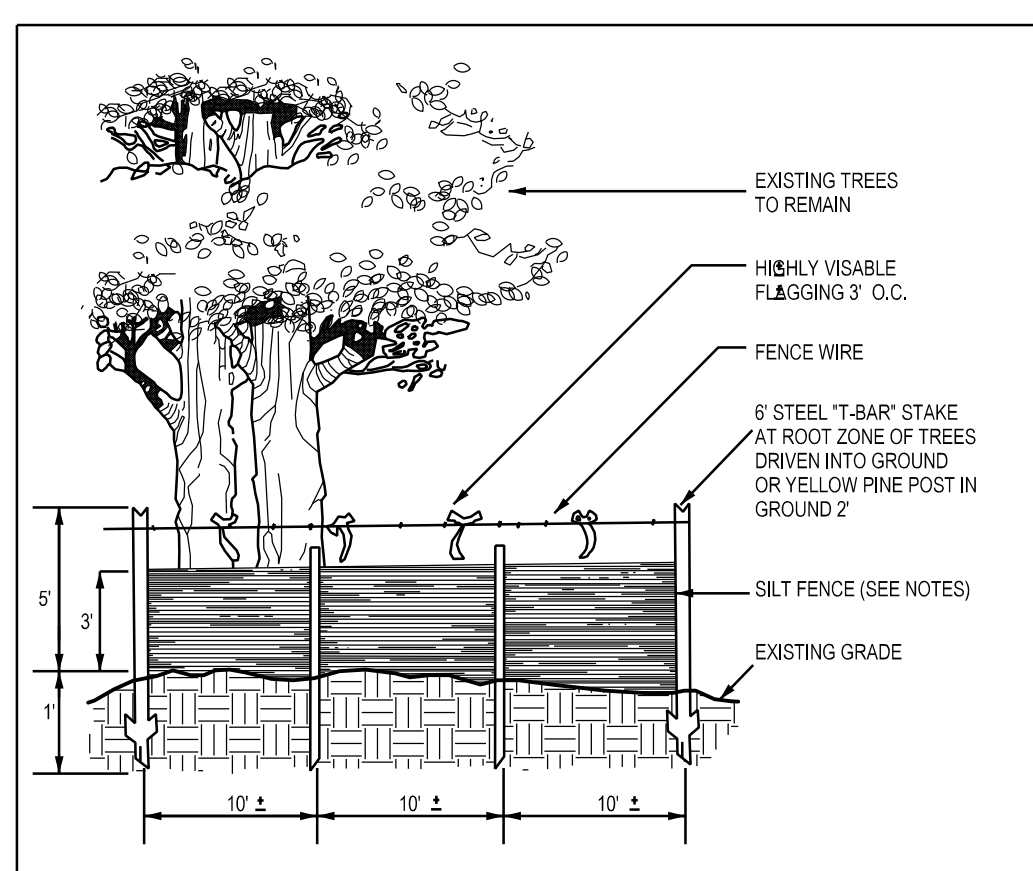 EXISTING TREES
TO REMAIN
HIGHLY VISABLE
FLAGGING 3' O.C.
FENCE WIRE
6' STEEL "T-BAR" STAKE
AT ROOT ZONE OF TREES
DRIVEN INTO GROUND
OR YELLOW PINE POST IN
GROUND 2'
5'
3'
SILT FENCE (SEE NOTES)
EXISTING GRADE
1'
10' ± 10' ± 10' ±